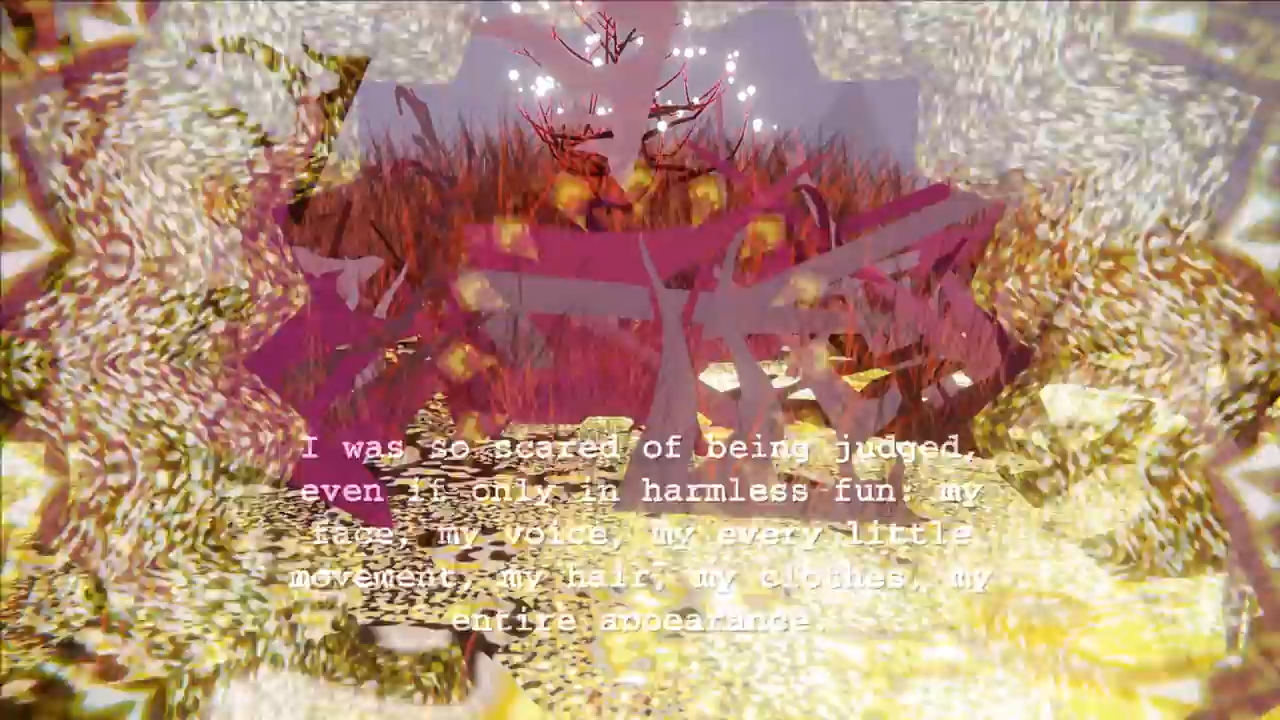 I was so scared of being judged,
even if only in harmless fun: my
face, my voice, my every little
movement, my hair, my clothes, my
entire appearance.